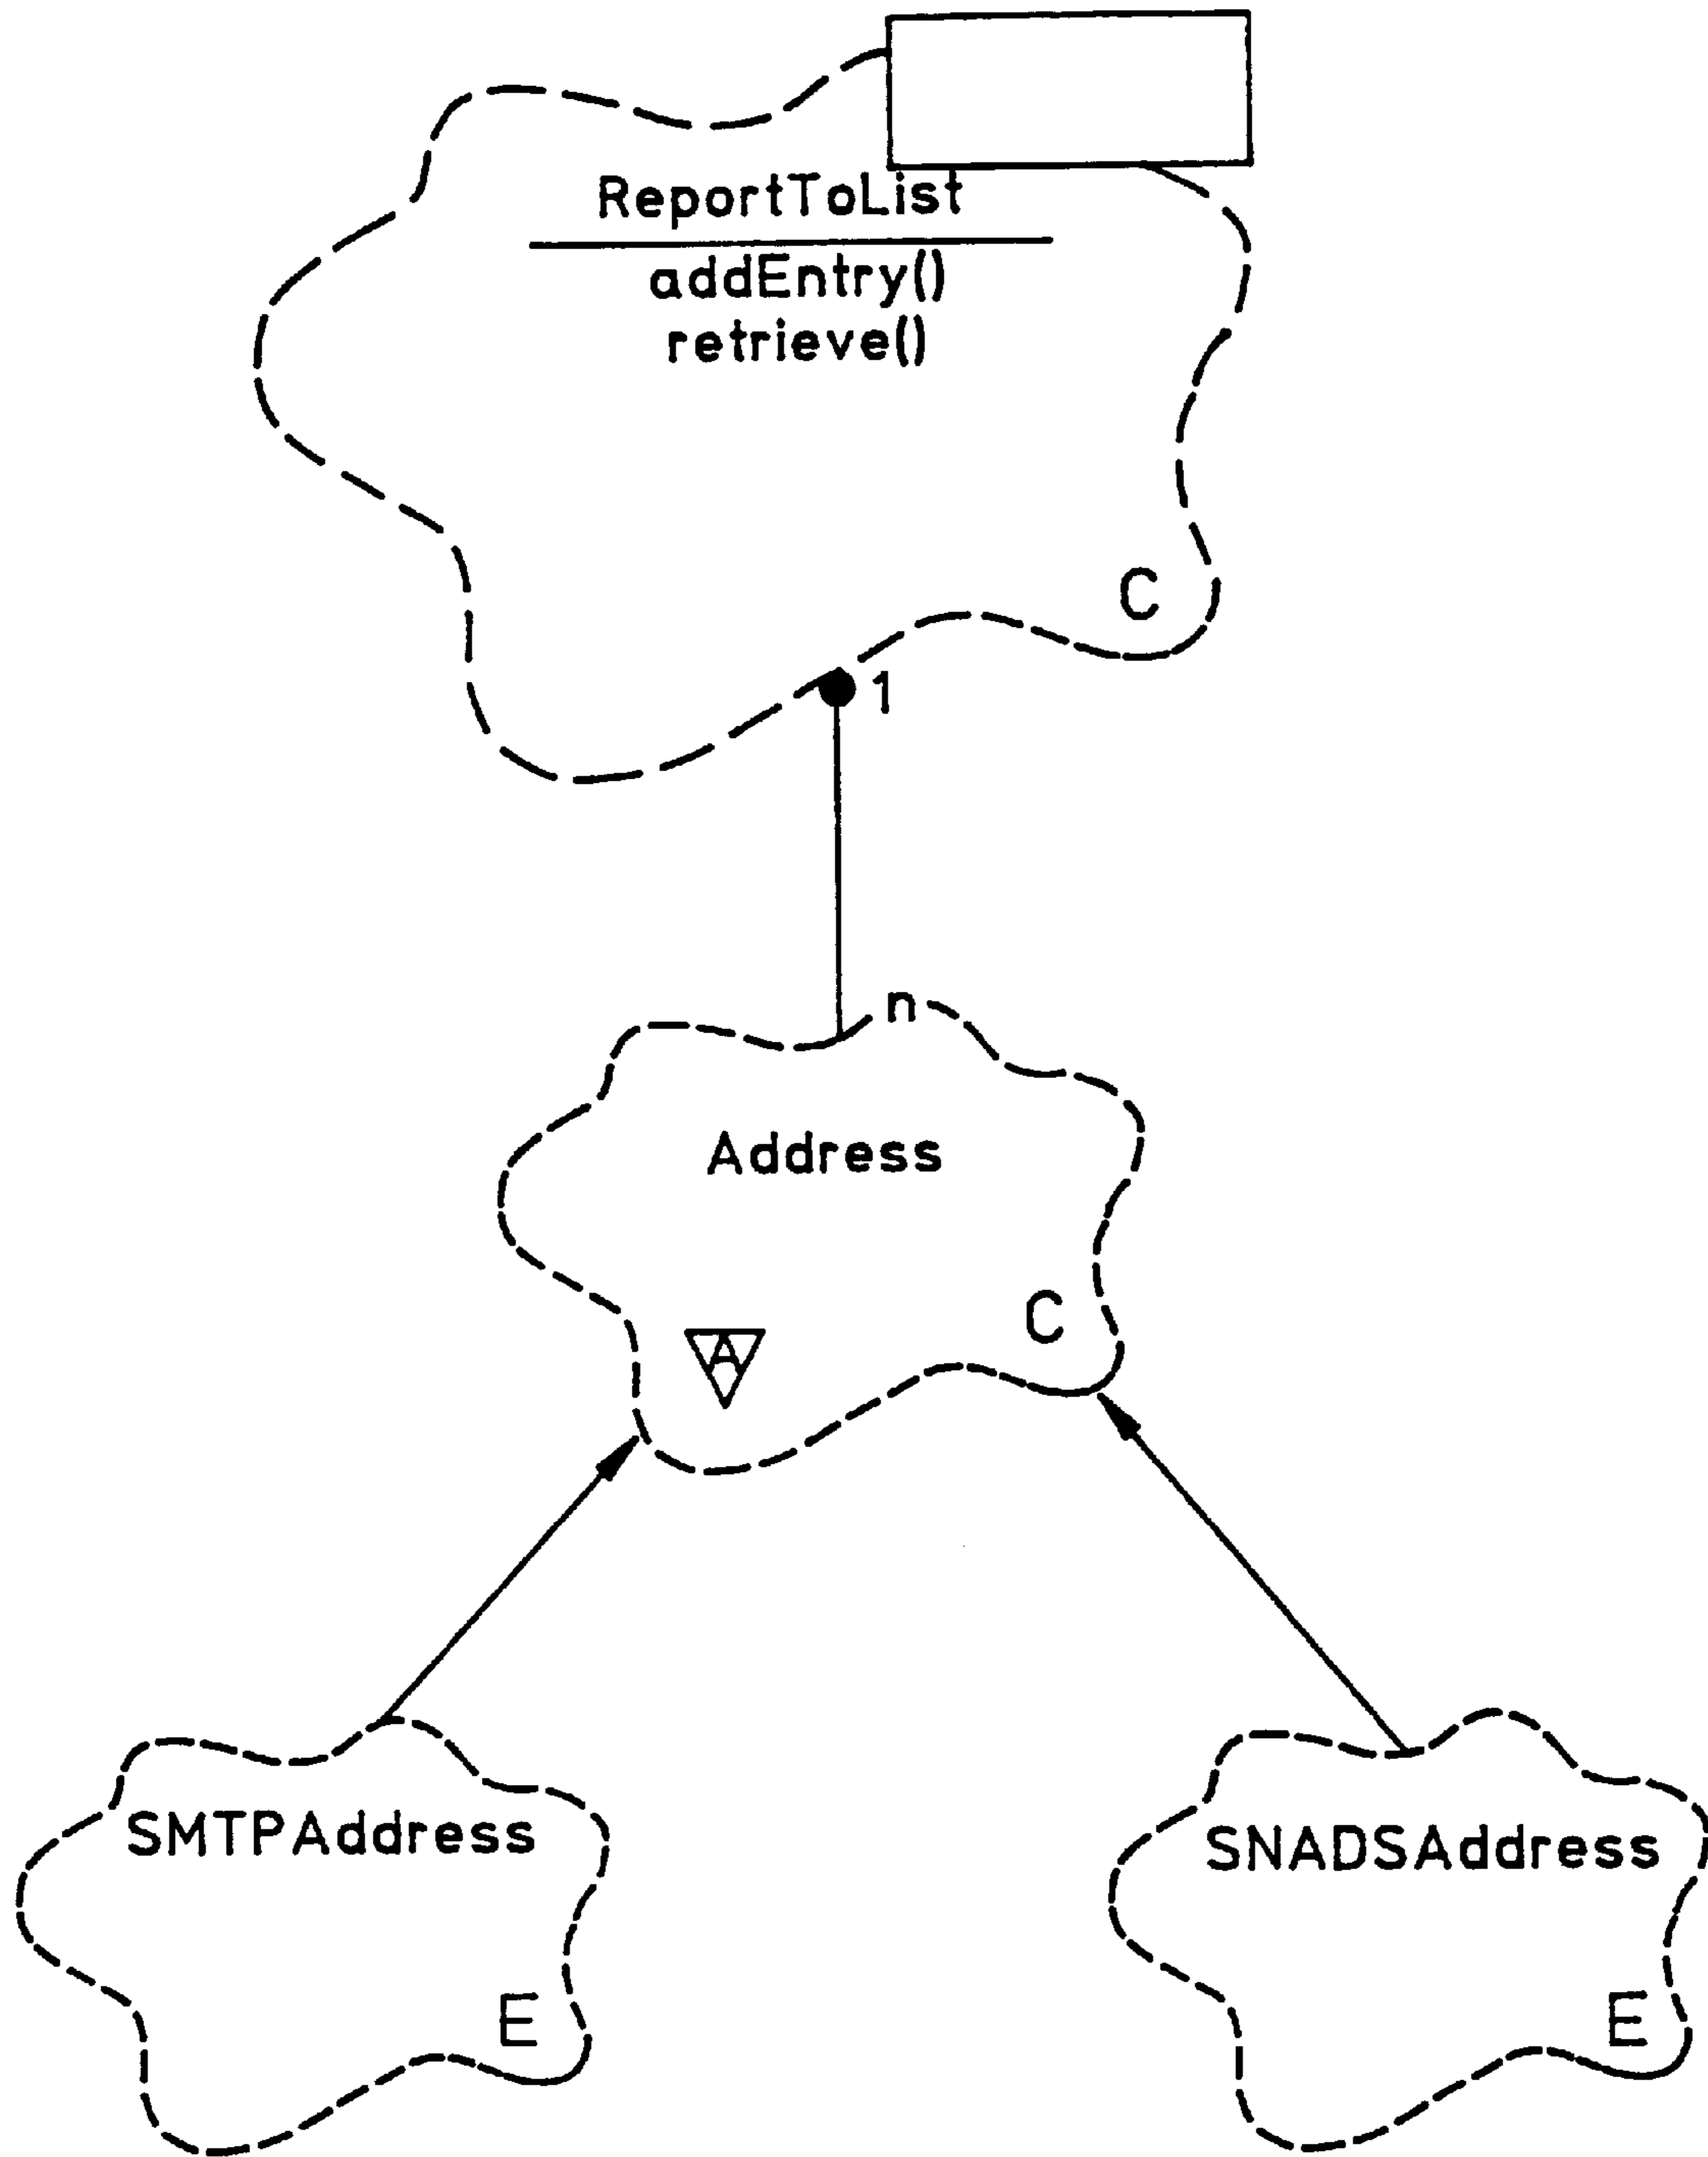 ReportToList
addEntry()
retrieve()
C
1
n
Address
C
A
SMTPAddress
SNADSAddress
E
E